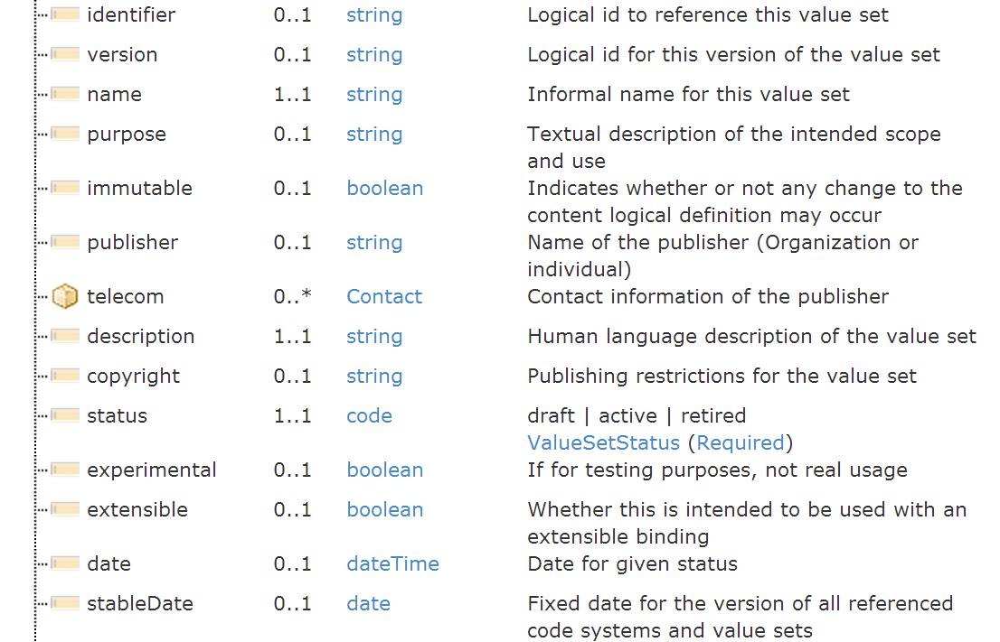 identifier 0..1 string Logical id to reference this value set
version 0..1 string Logical id for this version of the value set
name 1..1 string Informal name for this value set
purpose 0..1 string Textual description of the intended scope
and use
immutable 0..1 boolean Indicates whether or not any change to the
content logical definition may occur
publisher 0..1 string Name of the publisher (Organization or
individual)
telecom 0..* Contact Contact information of the publisher
description 1..1 string Human language description of the value set
copyright 0..1 string Publishing restrictions for the value set
status 1..1 code draft | active | retired
ValueSetStatus (Required)
experimental 0..1 boolean If for testing purposes, not real usage
extensible 0..1 boolean Whether this is intended to be used with an
extensible binding
date 0..1 dateTime Date for given status
stableDate 0..1 date Fixed date for the version of all referenced
code systems and value sets